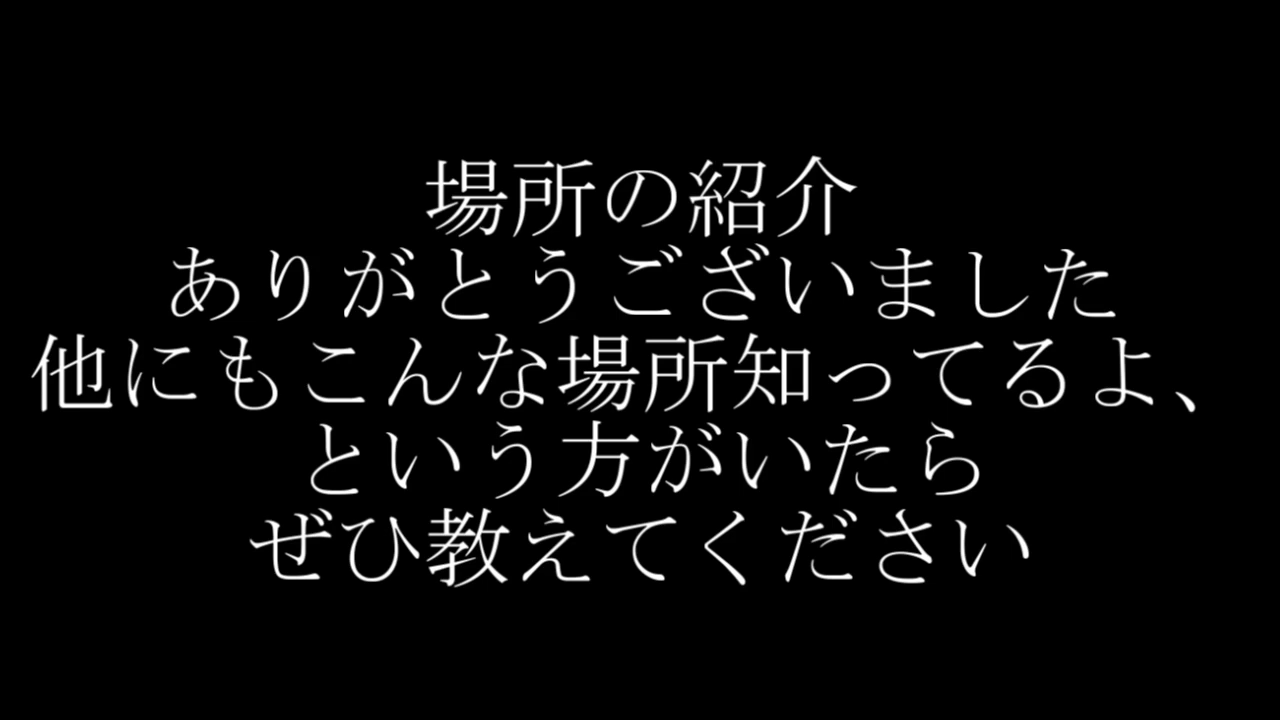 場所の紹介
ありがとうございました
他にもこんな場所知ってるよ、
という方がいたら
ぜひ教えてください